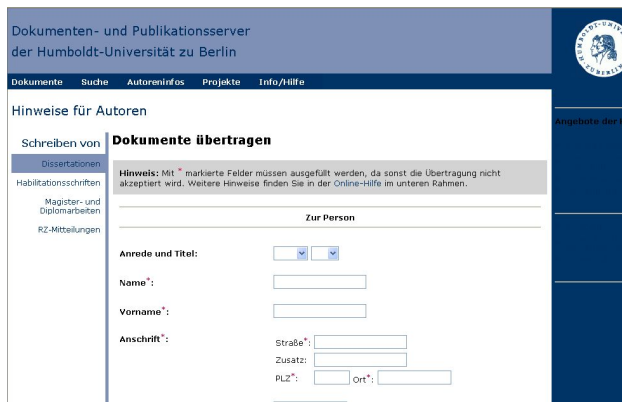 Dokumenten- und Publikationsserver
der Humboldt-Universität zu Berlin
Dokumente Suche Autoreninfos Projekte Info/Hilfe
Hinweise für Autoren
Angebote der
Schreiben von
Dissertationen
Habilitationsschriften
Magister- und
Diplomarbeiten
RZ-Mitteilungen
Dokumente übertragen
Hinweis: Mit * markierte Felder müssen ausgefüllt werden, da sonst die Übertragung nicht
akzeptiert wird. Weitere Hinweise finden Sie in der Online-Hilfe im unteren Rahmen.
Zur Person
Anrede und Titel:
Name*:
Vorname*:
Anschrift*:
Straße*:
Zusatz:
PLZ*: Ort*: